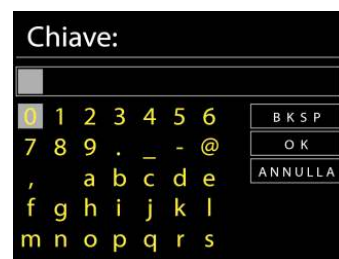 Chiave:
0 1 2 3 4 5 6
BKSP
7 8 9 . _ - @
OK
, a b c d e
ANNULLA
f g h i j k l
m n o p q r s